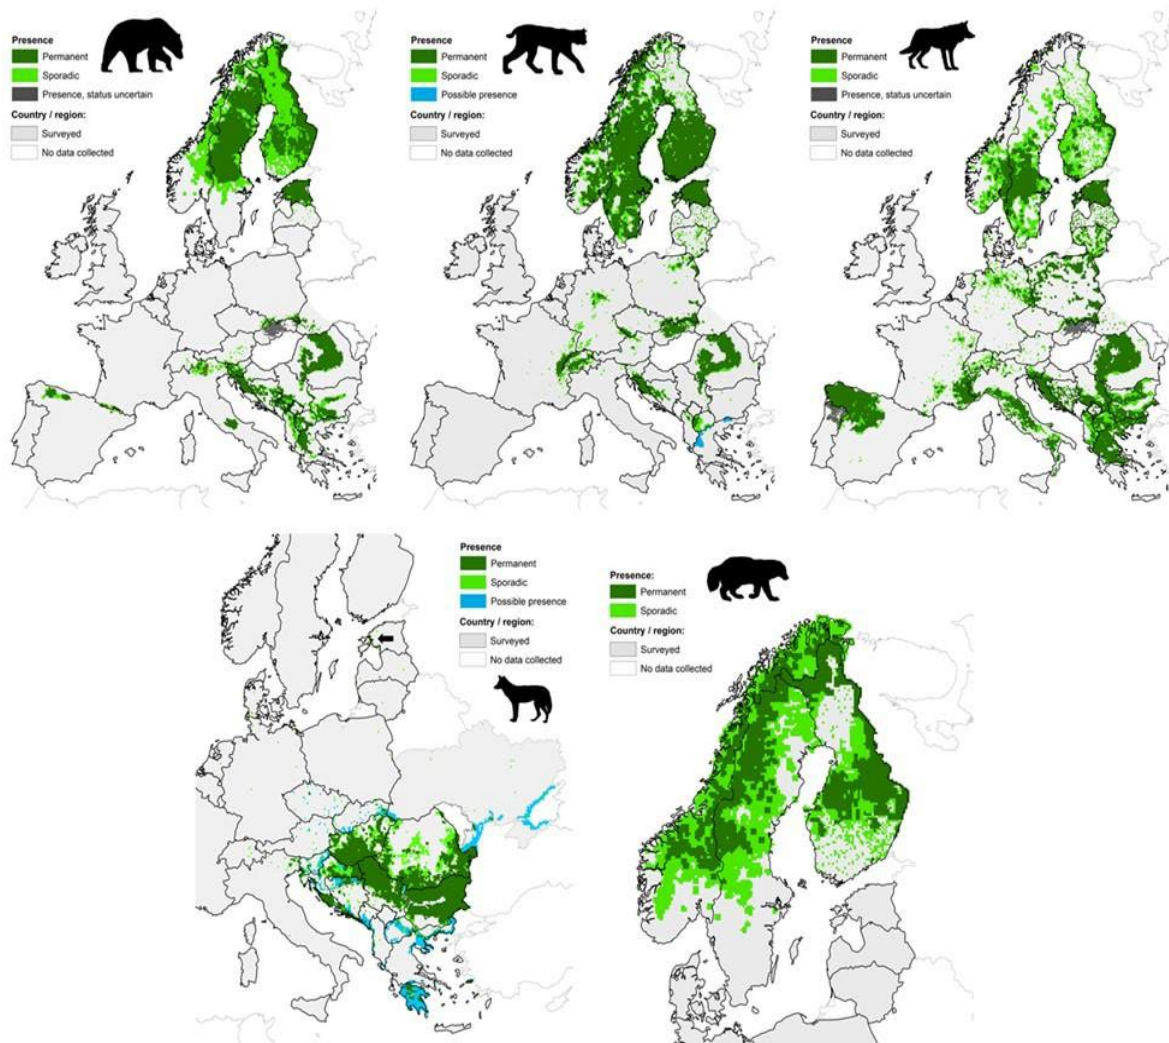 Presence
Permanent
Sporadic
Presence, status uncertain
Country / region:
Surveyed
No data collected
Presence
Permanent
Sporadic
Possible presence
Country / region:
Surveyed
No data collected
Presence
Permanent
Sporadic
Presence, status uncertain
Country / region:
Surveyed
No data collected
Presence
Permanent
Sporadic
Possible presence
Country / region:
Surveyed
No data collected
Presence:
Permanent
Sporadic
Country / region:
Surveyed
No data collected